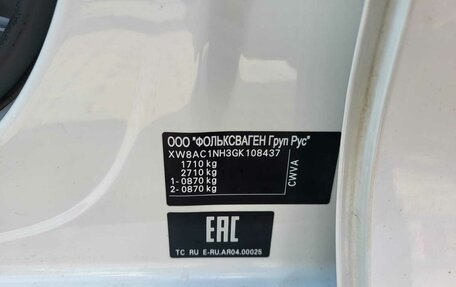 ООО "ФОЛЬКСВАГЕН Груп Рус"
XW8AC1NH3GK108437
1710 kg
2710 kg
1- 0870 kg
2- 0870 kg
CWVA
EAC
TC RU E-RU.AR04.00025